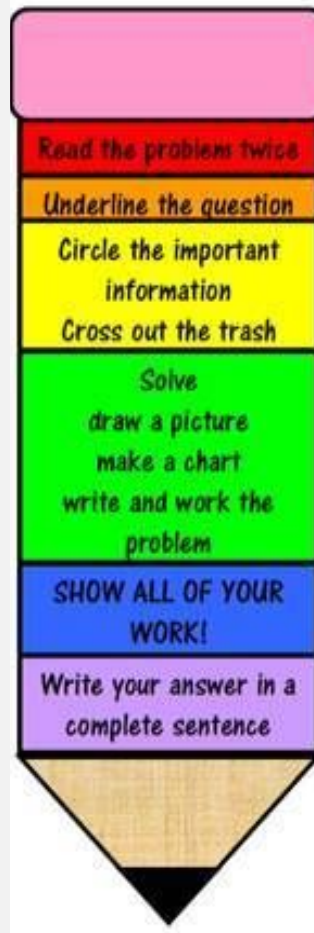 Read the problem twice
Underline the question
Circle the important
information
Cross out the trash
Solve
draw a picture
make a chart
write and work the
problem
SHOW ALL OF YOUR
WORK!
Write your answer in a
complete sentence